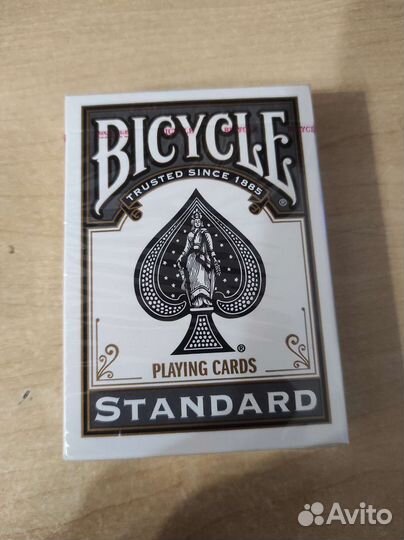 BICYCLE
®
TRUSTED SINCE 1885
®
PLAYING CARDS
STANDARD
Avito